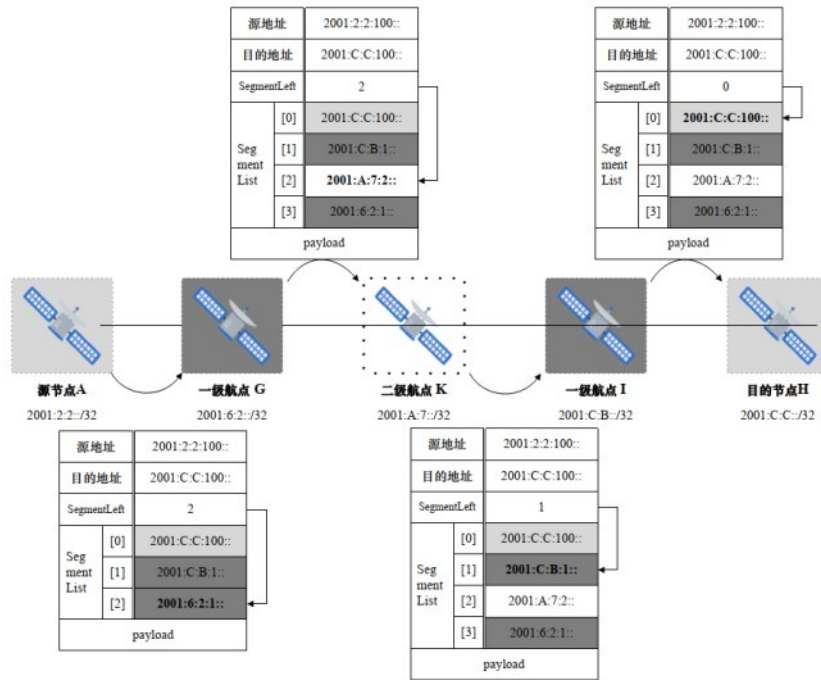 源地址 2001:2:2:100::
目的地址 2001:C:C:100::
SegmentLeft 2
Seg
ment
List
[0] 2001:C:C:100::
[1] 2001:C:B:1::
[2] 2001:A:7:2::
[3] 2001:6:2:1::
payload
源地址 2001:2:2:100::
目的地址 2001:C:C:100::
SegmentLeft 0
Seg
ment
List
[0] 2001:C:C:100::
[1] 2001:C:B:1::
[2] 2001:A:7:2::
[3] 2001:6:2:1::
payload
源节点A 一级航点 G 二级航点 K 一级航点 I 目的节点H
2001:2:2::/32 2001:6:2::/32 2001:A:7::/32 2001:C:B::/32 2001:C:C::/32
源地址 2001:2:2:100::
目的地址 2001:C:C:100::
SegmentLeft 2
Seg
ment
List
[0] 2001:C:C:100::
[1] 2001:C:B:1::
[2] 2001:6:2:1::
payload
源地址 2001:2:2:100::
目的地址 2001:C:C:100::
SegmentLeft 1
Seg
ment
List
[0] 2001:C:C:100::
[1] 2001:C:B:1::
[2] 2001:A:7:2::
[3] 2001:6:2:1::
payload